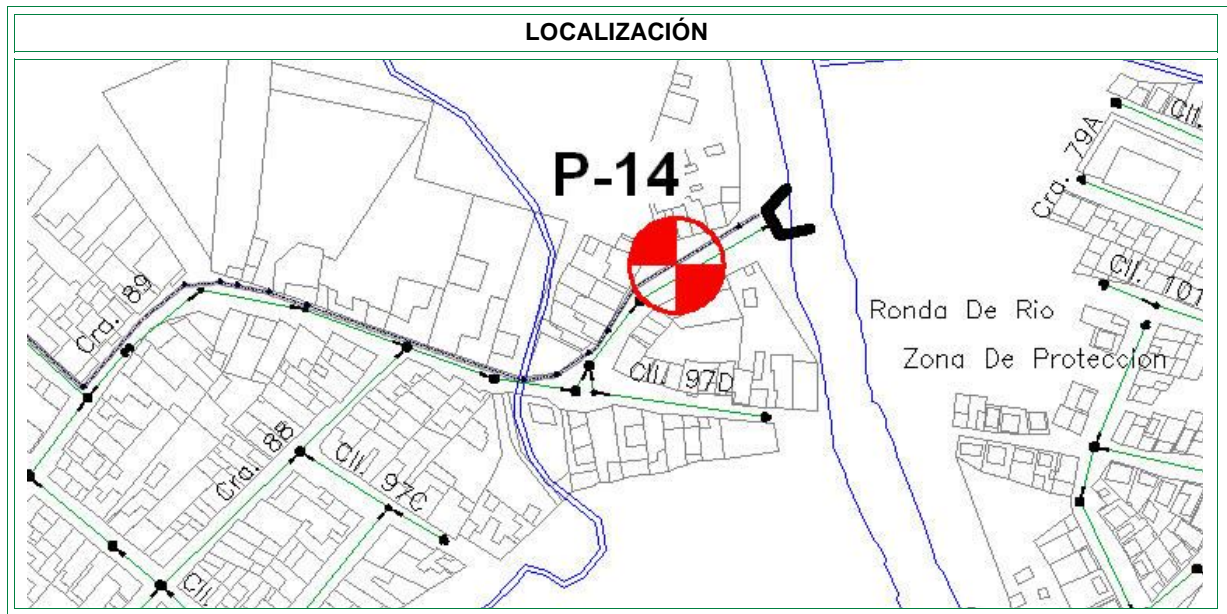 LOCALIZACIÓN
P-14
Cll.
Cra. 79A
Cra. 89
Cll. 101
Ronda De Rio
Zona De Proteccion
Cll. 97D
Cra. 88
Cll. 97C
Cll.